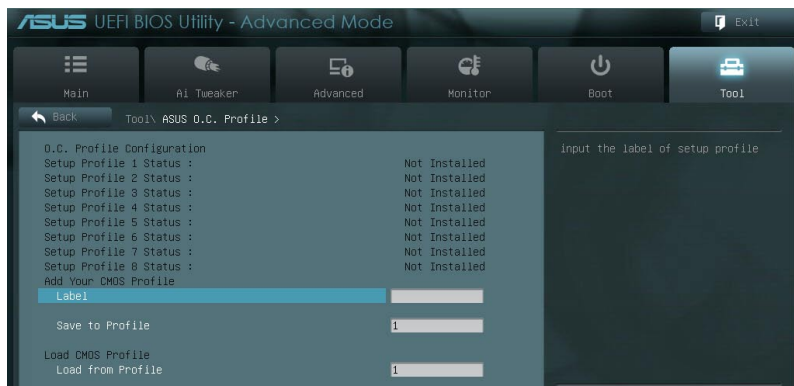 ASUS UEFI BIOS Utility - Advanced Mode
Exit
Main Ai Tweaker Advanced Monitor Boot Tool
Back Tool\ ASUS O.C. Profile >
O.C. Profile Configuration
Setup Profile 1 Status : Not Installed
Setup Profile 2 Status : Not Installed
Setup Profile 3 Status : Not Installed
Setup Profile 4 Status : Not Installed
Setup Profile 5 Status : Not Installed
Setup Profile 6 Status : Not Installed
Setup Profile 7 Status : Not Installed
Setup Profile 8 Status : Not Installed
Add Your CMOS Profile
Label
Save to Profile 1
Load CMOS Profile
Load from Profile 1
input the label of setup profile